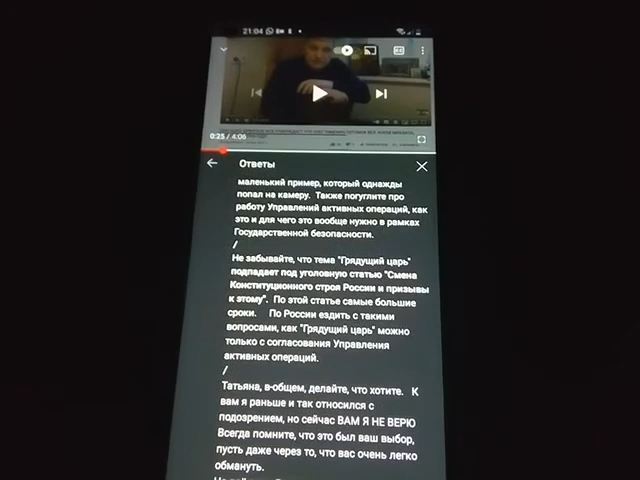 21:04
0:25 / 4:06
Ответы
маленький пример, который однажды
попал на камеру.  Также погуглите про
работу Управлений активных операций, как
это и для чего это вообще нужно в рамках
Государственной безопасности.
/
Не забывайте, что тема "Грядущий царь"
подпадает под уголовную статью "Смена
Конституционного строя России и призывы
к этому".  По этой статье самые большие
сроки.    По России ездить с такими
вопросами, как "Грядущий царь" можно
только с согласования Управления
активных операций.
/
Татьяна, в-общем, делайте, что хотите.   К
вам я раньше и так относился с
подозрением, но сейчас ВАМ Я НЕ ВЕРЮ
Всегда помните, что это был ваш выбор,
пусть даже через то, что вас очень легко
обмануть.